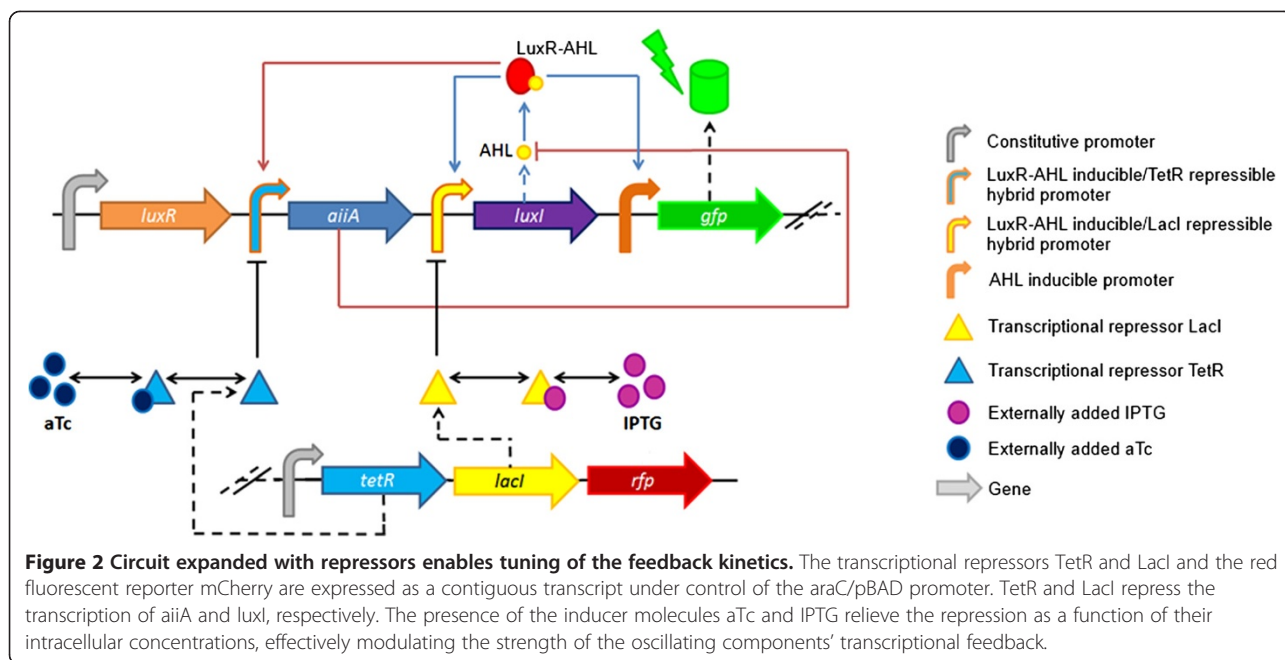 LuxR-AHL
AHL
luxR
aiiA
luxI
gfp
aTc
IPTG
tetR
lacI
rfp
Constitutive promoter
LuxR-AHL inducible/TetR repressible
hybrid promoter
LuxR-AHL inducible/LacI repressible
hybrid promoter
AHL inducible promoter
Transcriptional repressor LacI
Transcriptional repressor TetR
Externally added IPTG
Externally added aTc
Gene
Figure 2 Circuit expanded with repressors enables tuning of the feedback kinetics. The transcriptional repressors TetR and LacI and the red
fluorescent reporter mCherry are expressed as a contiguous transcript under control of the araC/pBAD promoter. TetR and LacI repress the
transcription of aiiA and luxI, respectively. The presence of the inducer molecules aTc and IPTG relieve the repression as a function of their
intracellular concentrations, effectively modulating the strength of the oscillating components' transcriptional feedback.